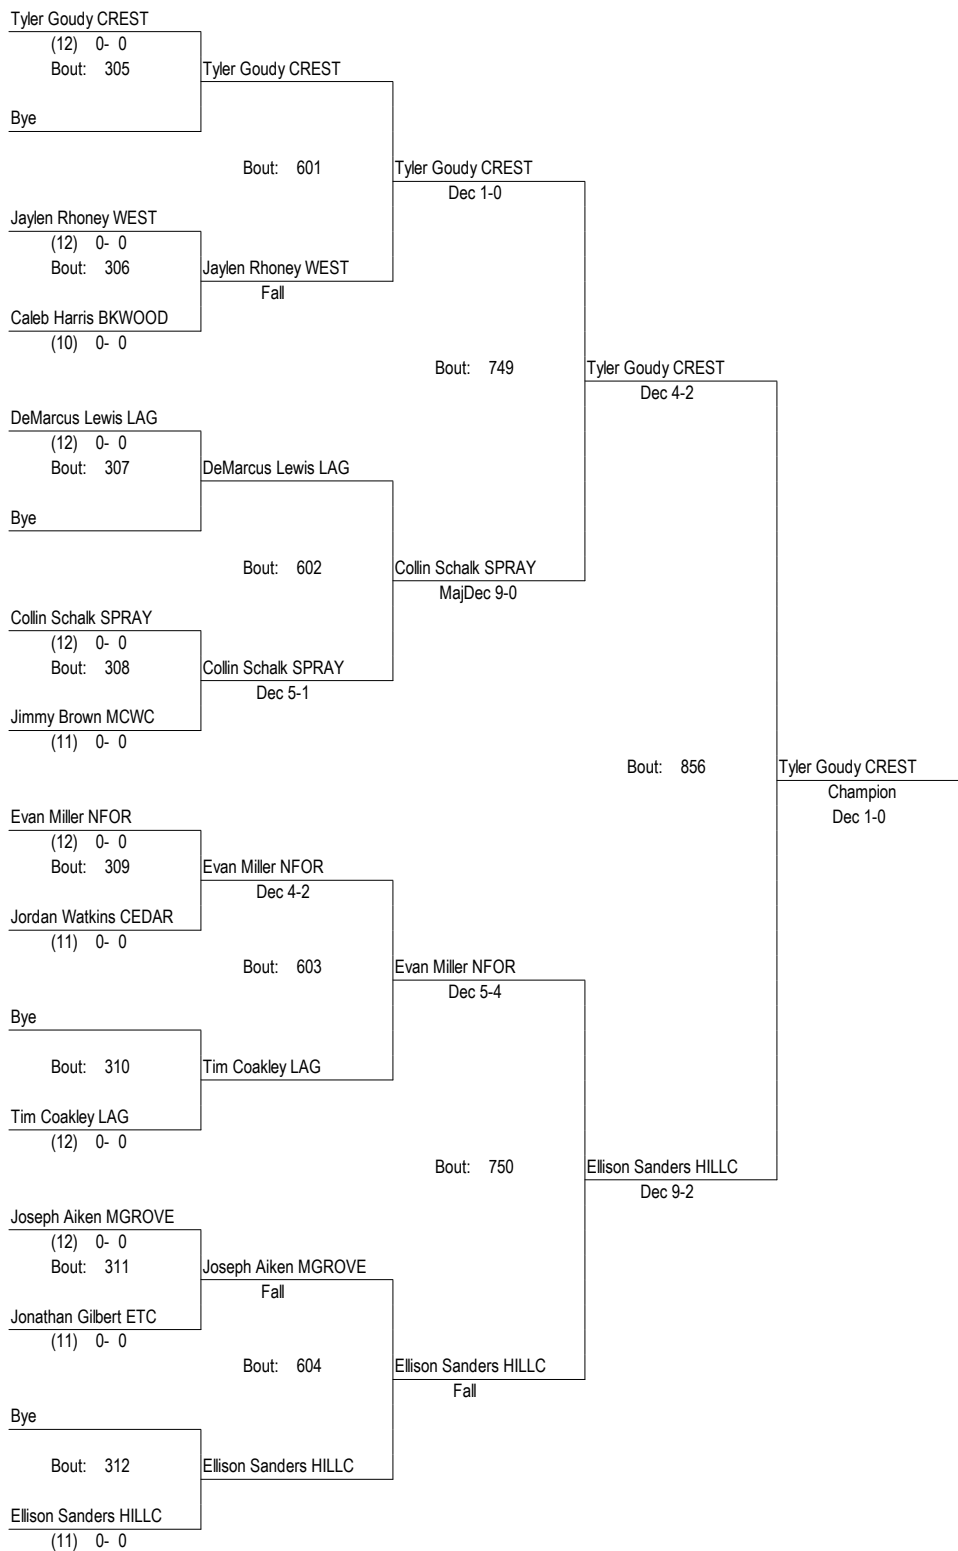 Tyler Goudy CREST
(12) 0- 0
Bout: 305
Tyler Goudy CREST
Bye
Bout: 601
Tyler Goudy CREST
Dec 1-0
Jaylen Rhoney WEST
(12) 0- 0
Bout: 306
Jaylen Rhoney WEST
Fall
Caleb Harris BKWOOD
(10) 0- 0
Bout: 749
Tyler Goudy CREST
Dec 4-2
DeMarcus Lewis LAG
(12) 0- 0
Bout: 307
DeMarcus Lewis LAG
Bye
Bout: 602
Collin Schalk SPRAY
MajDec 9-0
Collin Schalk SPRAY
(12) 0- 0
Bout: 308
Collin Schalk SPRAY
Dec 5-1
Jimmy Brown MCWC
(11) 0- 0
Bout: 856
Tyler Goudy CREST
Champion
Dec 1-0
Evan Miller NFOR
(12) 0- 0
Bout: 309
Evan Miller NFOR
Dec 4-2
Jordan Watkins CEDAR
(11) 0- 0
Bout: 603
Evan Miller NFOR
Dec 5-4
Bye
Bout: 310
Tim Coakley LAG
Tim Coakley LAG
(12) 0- 0
Bout: 750
Ellison Sanders HILLC
Dec 9-2
Joseph Aiken MGROVE
(12) 0- 0
Bout: 311
Joseph Aiken MGROVE
Fall
Jonathan Gilbert ETC
(11) 0- 0
Bout: 604
Ellison Sanders HILLC
Fall
Bye
Bout: 312
Ellison Sanders HILLC
Ellison Sanders HILLC
(11) 0- 0